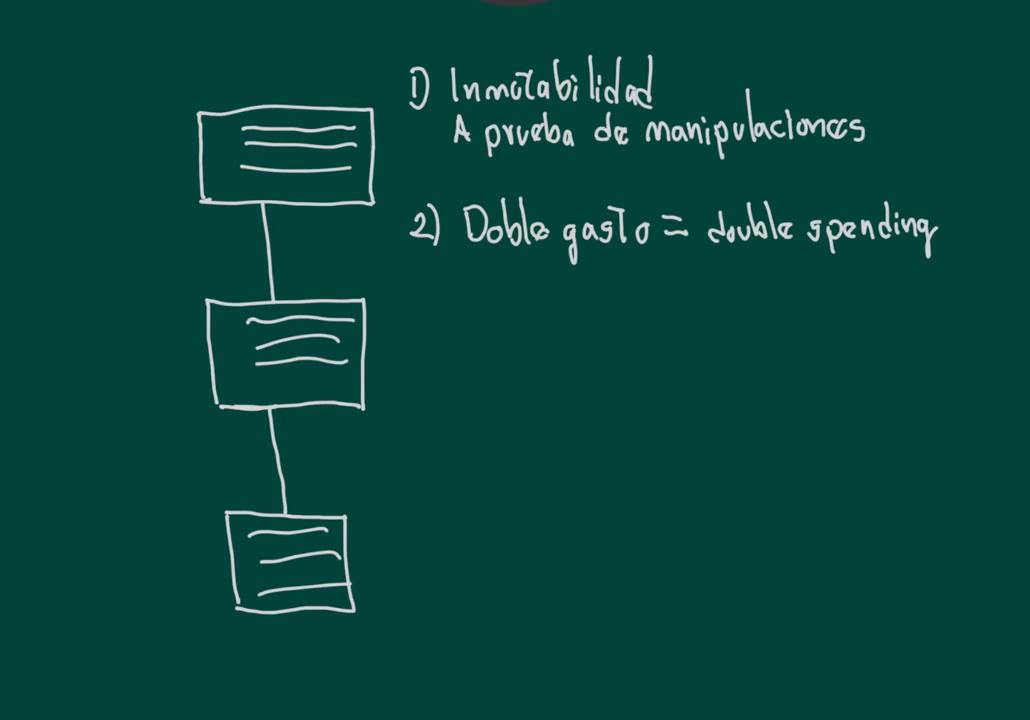 1) Inmutabilidad
A prueba de manipulaciones
2) Doble gasto = double spending